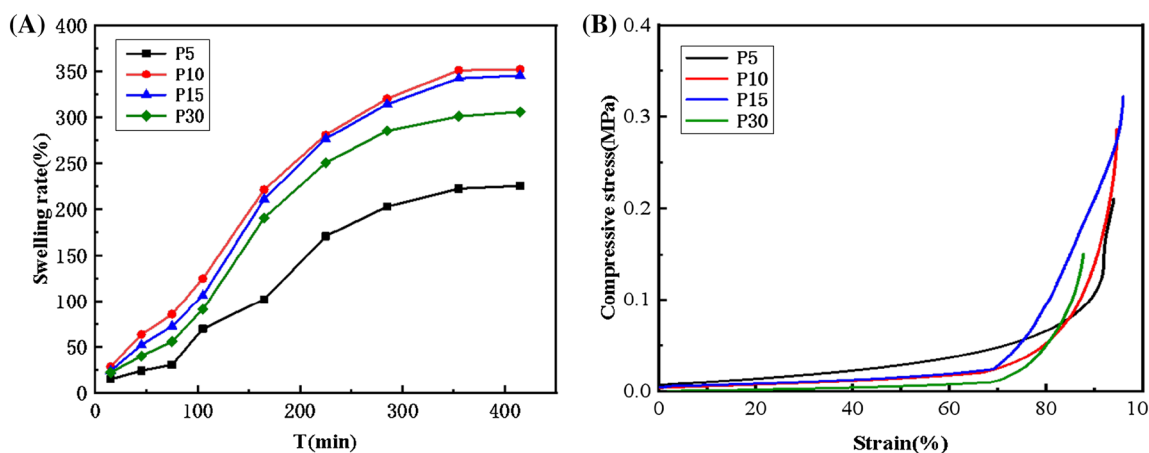 (A)
400
350
300
250
200
150
100
50
0
Swelling rate(%)
P5
P10
P15
P30
0
100
200
300
400
T(min)
(B)
0.4
0.3
0.2
0.1
0.0
Compressive stress(MPa)
P5
P10
P15
P30
0
20
40
60
80
10
Strain(%)